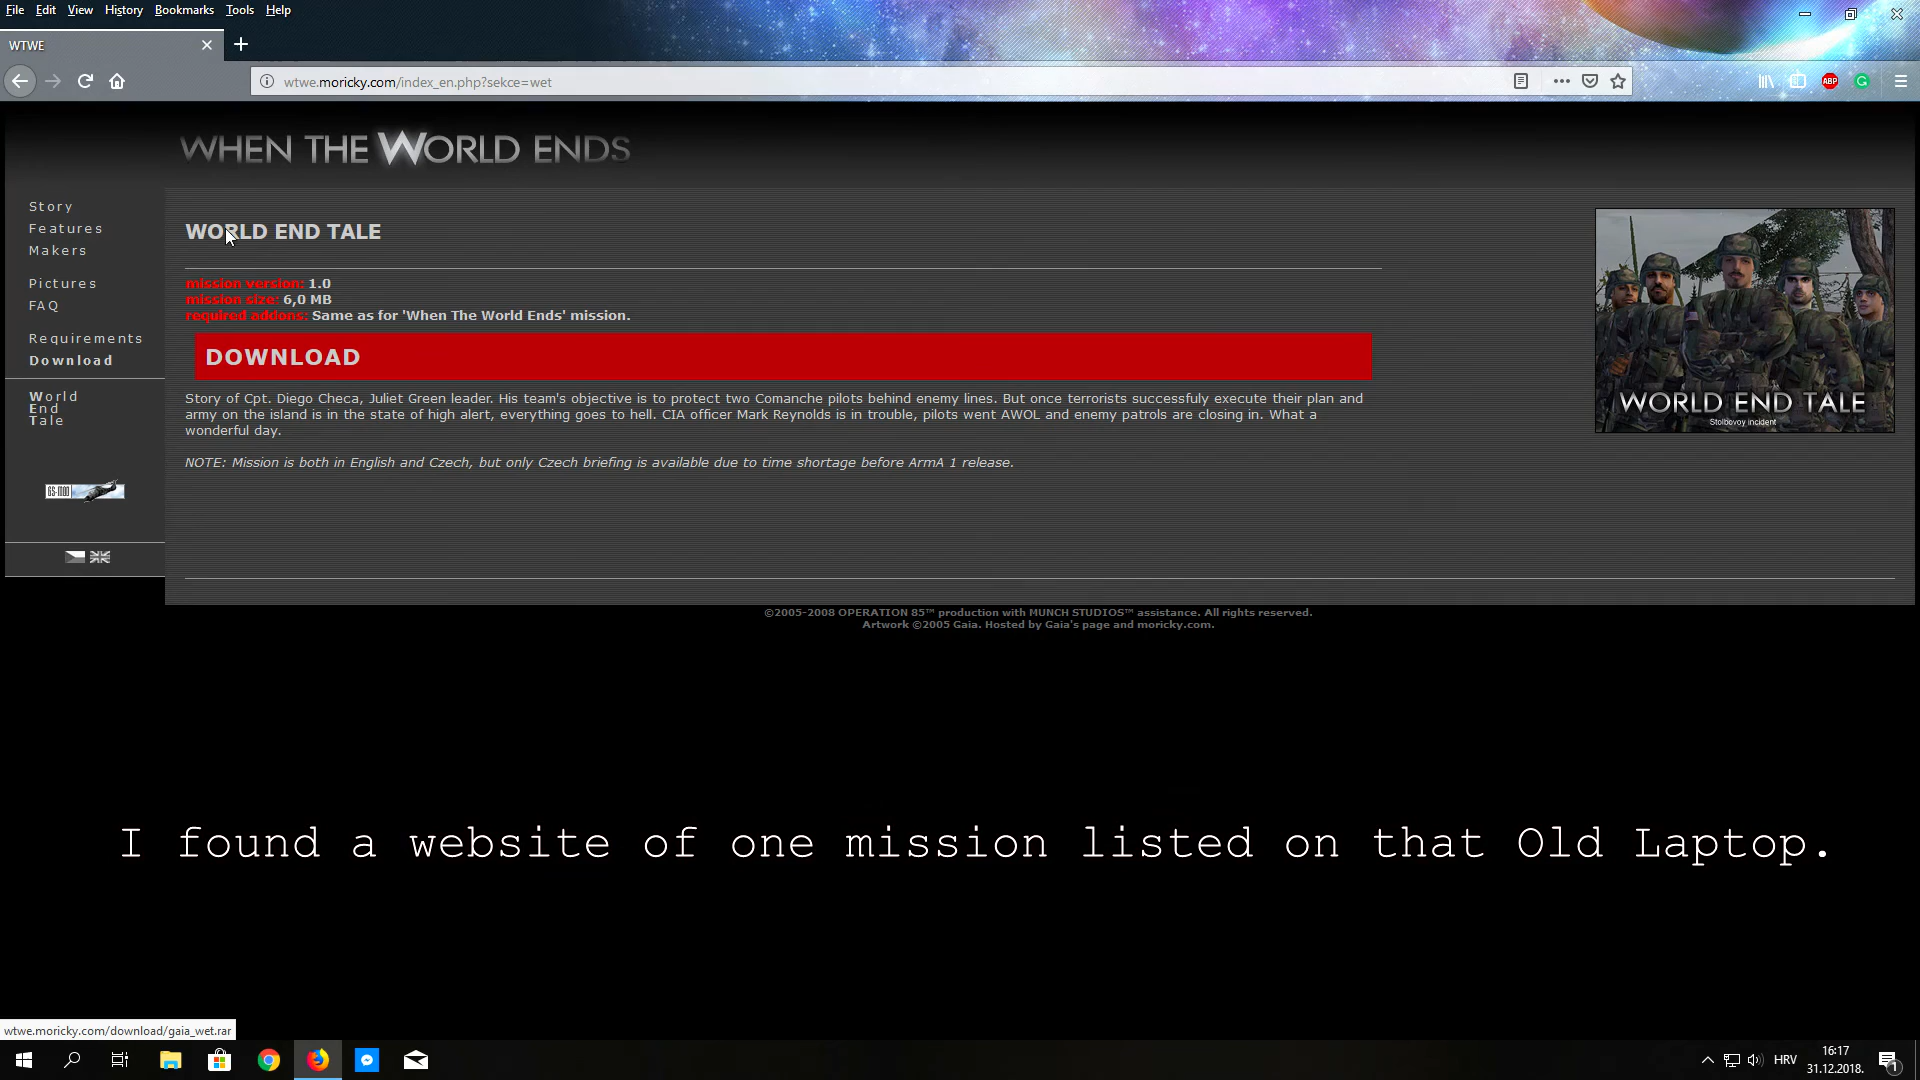 File Edit View History Bookmarks Tools Help
WTWE
wtwe.moricky.com/index_en.php?sekce=wet
ABP
WHEN THE WORLD ENDS
Story
Features
Makers
Pictures
FAQ
Requirements
Download
World
End
Tale
WORLD END TALE
mission version: 1.0
mission size: 6,0 MB
required addons: Same as for 'When The World Ends' mission.
DOWNLOAD
Story of Cpt. Diego Checa, Juliet Green leader. His team's objective is to protect two Comanche pilots behind enemy lines. But once terrorists successfuly execute their plan and
army on the island is in the state of high alert, everything goes to hell. CIA officer Mark Reynolds is in trouble, pilots went AWOL and enemy patrols are closing in. What a
wonderful day.
NOTE: Mission is both in English and Czech, but only Czech briefing is available due to time shortage before ArmA 1 release.
WORLD END TALE
Stolbovoy incident
©2005-2008 OPERATION 85™ production with MUNCH STUDIOS™ assistance. All rights reserved.
Artwork ©2005 Gaia. Hosted by Gaia's page and moricky.com.
I found a website of one mission listed on that Old Laptop.
wtwe.moricky.com/download/gaia_wet.rar
HRV
16:17
31.12.2018.
1